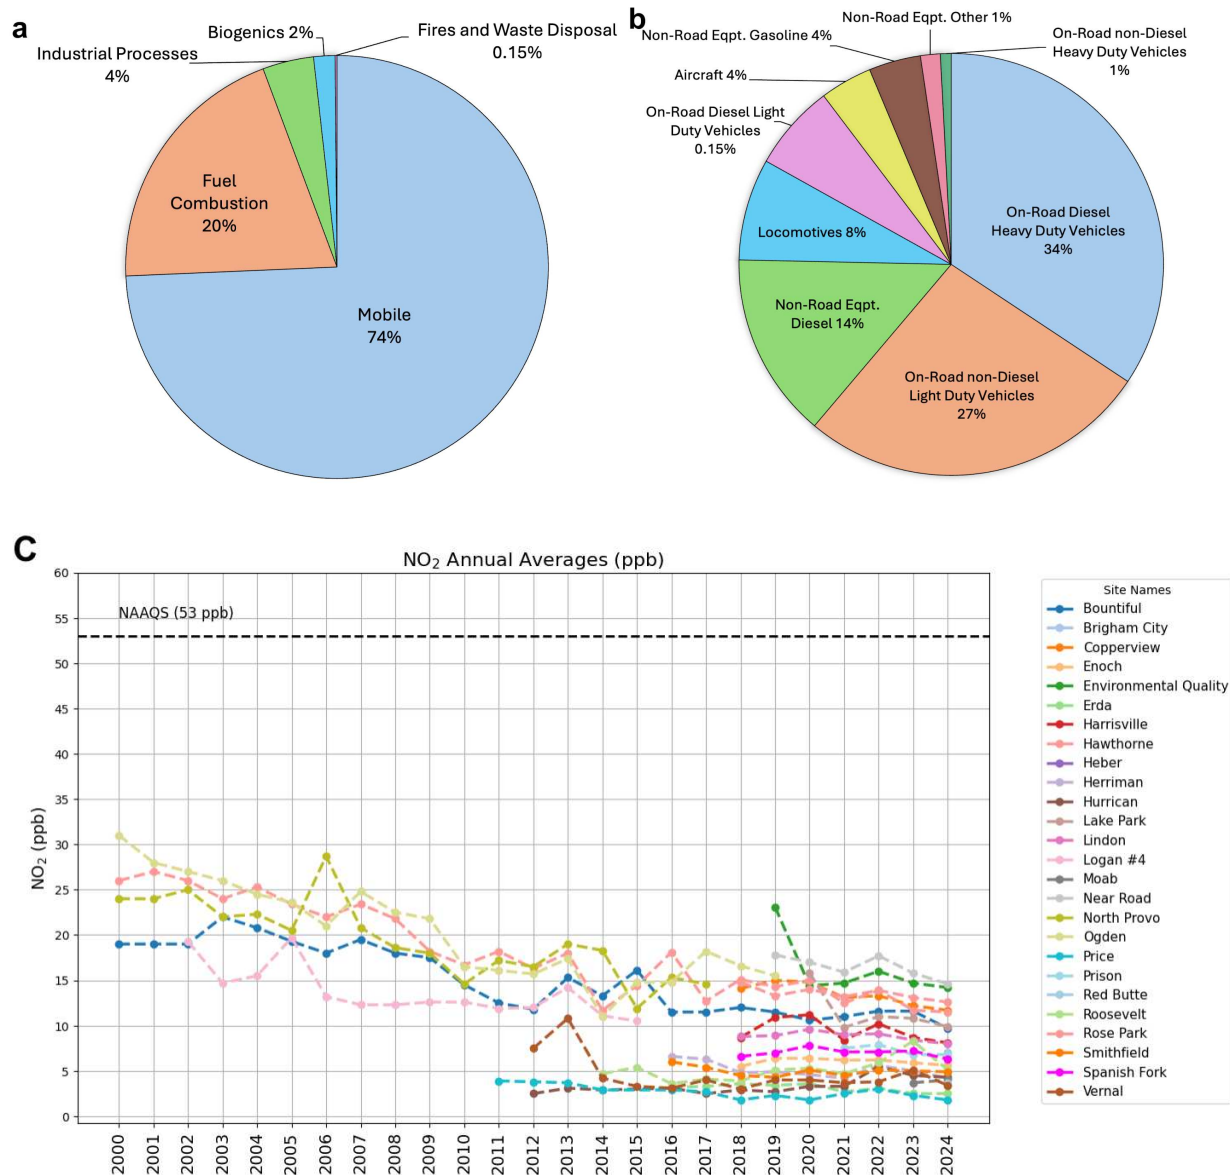 a
Biogenics 2%
Fires and Waste Disposal
0.15%
Industrial Processes
4%
Fuel
Combustion
20%
Mobile
74%
b
Non-Road Eqpt. Other 1%
Non-Road Eqpt. Gasoline 4%
On-Road non-Diesel
Heavy Duty Vehicles
1%
Aircraft 4%
On-Road Diesel Light
Duty Vehicles
0.15%
Locomotives 8%
On-Road Diesel
Heavy Duty Vehicles
34%
Non-Road Eqpt.
Diesel 14%
On-Road non-Diesel
Light Duty Vehicles
27%
C
NO₂ Annual Averages (ppb)
NAAQS (53 ppb)
NO₂ (ppb)
60
55
50
45
40
35
30
25
20
15
10
5
0
2000
2001
2002
2003
2004
2005
2006
2007
2008
2009
2010
2011
2012
2013
2014
2015
2016
2017
2018
2019
2020
2021
2022
2023
2024
Site Names
Bountiful
Brigham City
Copperview
Enoch
Environmental Quality
Erda
Harrisville
Hawthorne
Heber
Herriman
Hurrican
Lake Park
Lindon
Logan #4
Moab
Near Road
North Provo
Ogden
Price
Prison
Red Butte
Roosevelt
Rose Park
Smithfield
Spanish Fork
Vernal